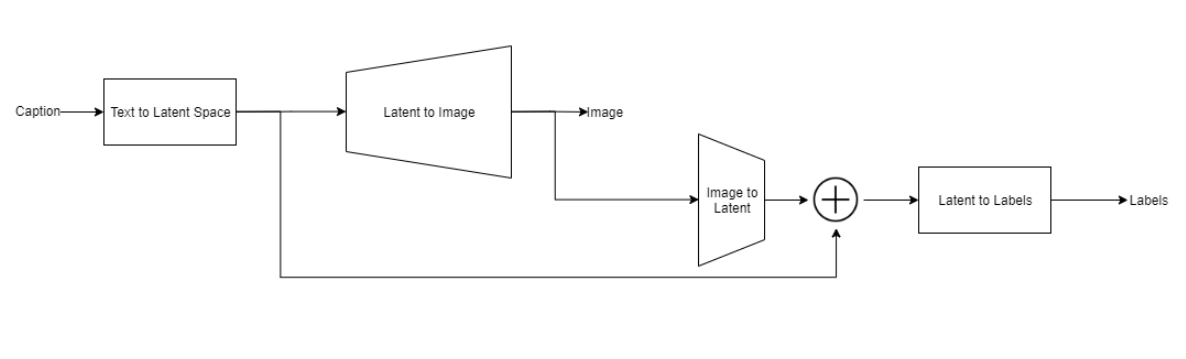 Caption
Text to Latent Space
Latent to Image
Image
Image to
Latent
Latent to Labels
Labels